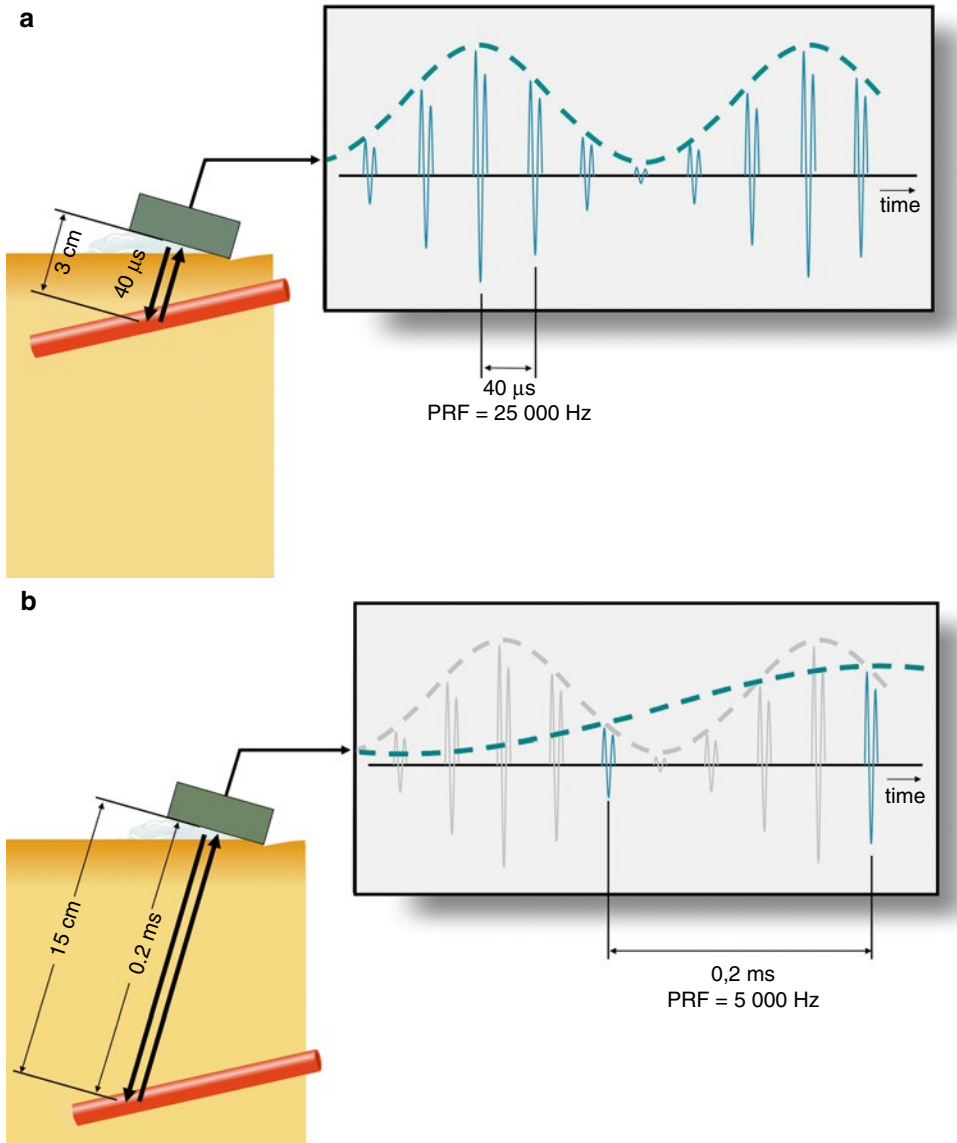 a
3 cm
40 µs
time
40 µs
PRF = 25 000 Hz
b
15 cm
0.2 ms
time
0,2 ms
PRF = 5 000 Hz